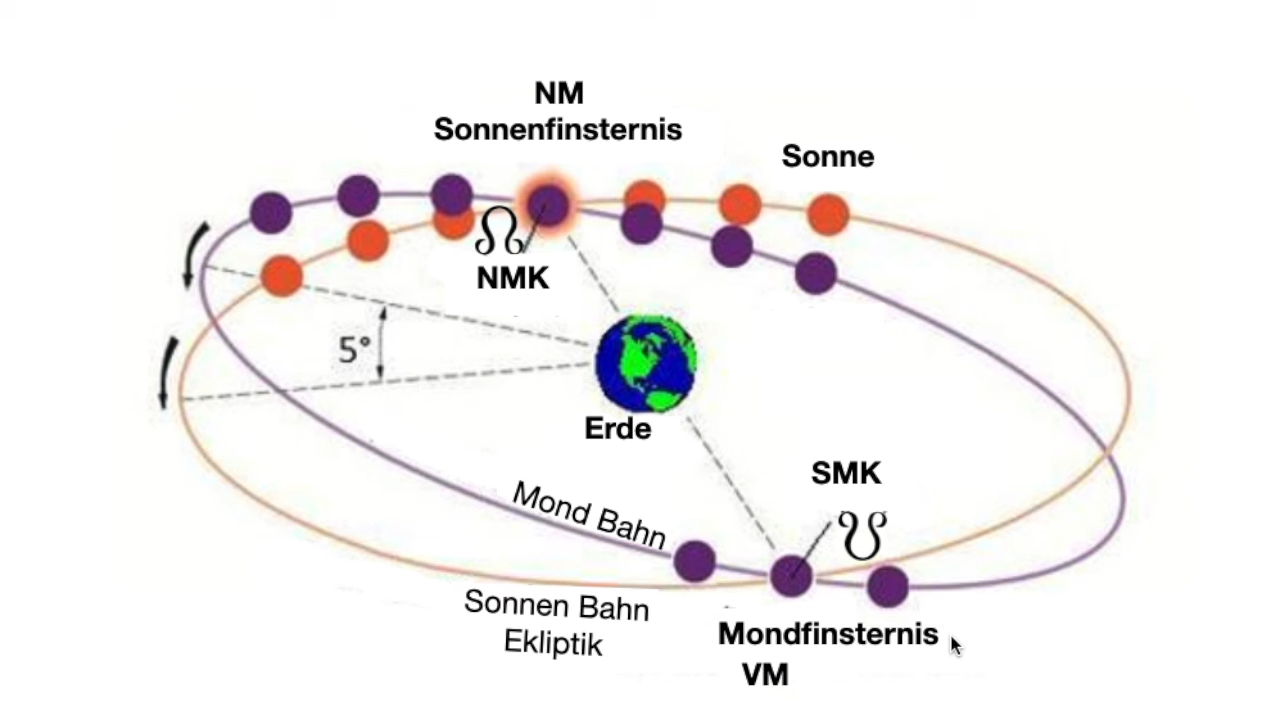 NM
Sonnenfinsternis
Sonne
☊
NMK
5°
Erde
SMK
☋
Mond Bahn
Sonnen Bahn
Ekliptik
Mondfinsternis
VM